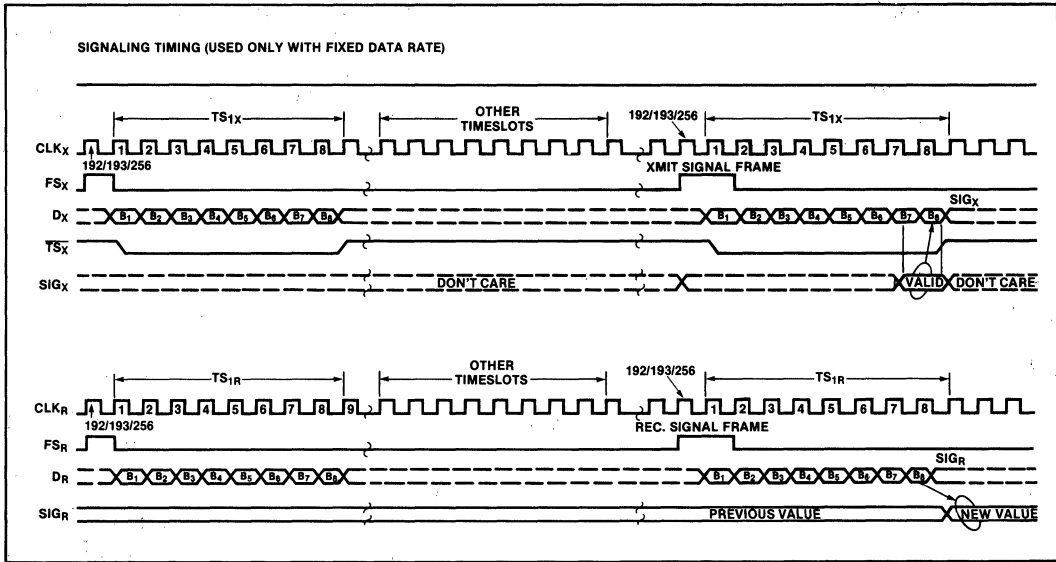 SIGNALING TIMING (USED ONLY WITH FIXED DATA RATE)
TS1X OTHER TIMESLOTS 192/193/256 TS1X
CLKX 1 2 3 4 5 6 7 8 1 2 3 4 5 6 7 8
192/193/256 XMIT SIGNAL FRAME
FSX
SIGX
DX B1 B2 B3 B4 B5 B6 B7 B8 B1 B2 B3 B4 B5 B6 B7 B8
TSX
SIGX DON'T CARE VALID DON'T CARE
TS1R OTHER TIMESLOTS 192/193/256 TS1R
CLKR 1 2 3 4 5 6 7 8 9 1 2 3 4 5 6 7 8
192/193/256 REC. SIGNAL FRAME
FSR
SIGR
DR B1 B2 B3 B4 B5 B6 B7 B8 B1 B2 B3 B4 B5 B6 B7 B8
SIGR PREVIOUS VALUE NEW VALUE